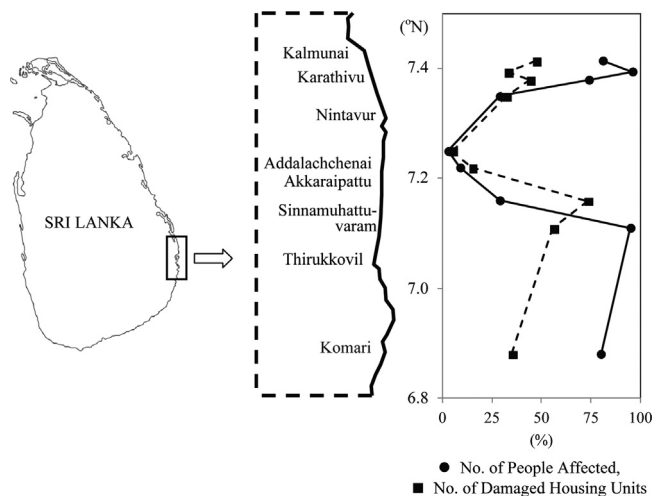 SRI LANKA
Kalmunai
Karathivu
Nintavur
Addalachchenai
Akkaraipattu
Sinnamuhattu-
varam
Thirukkovil
Komari
(°N)
7.4
7.2
7.0
6.8
0
25
50
75
100
(%)
No. of People Affected,
No. of Damaged Housing Units